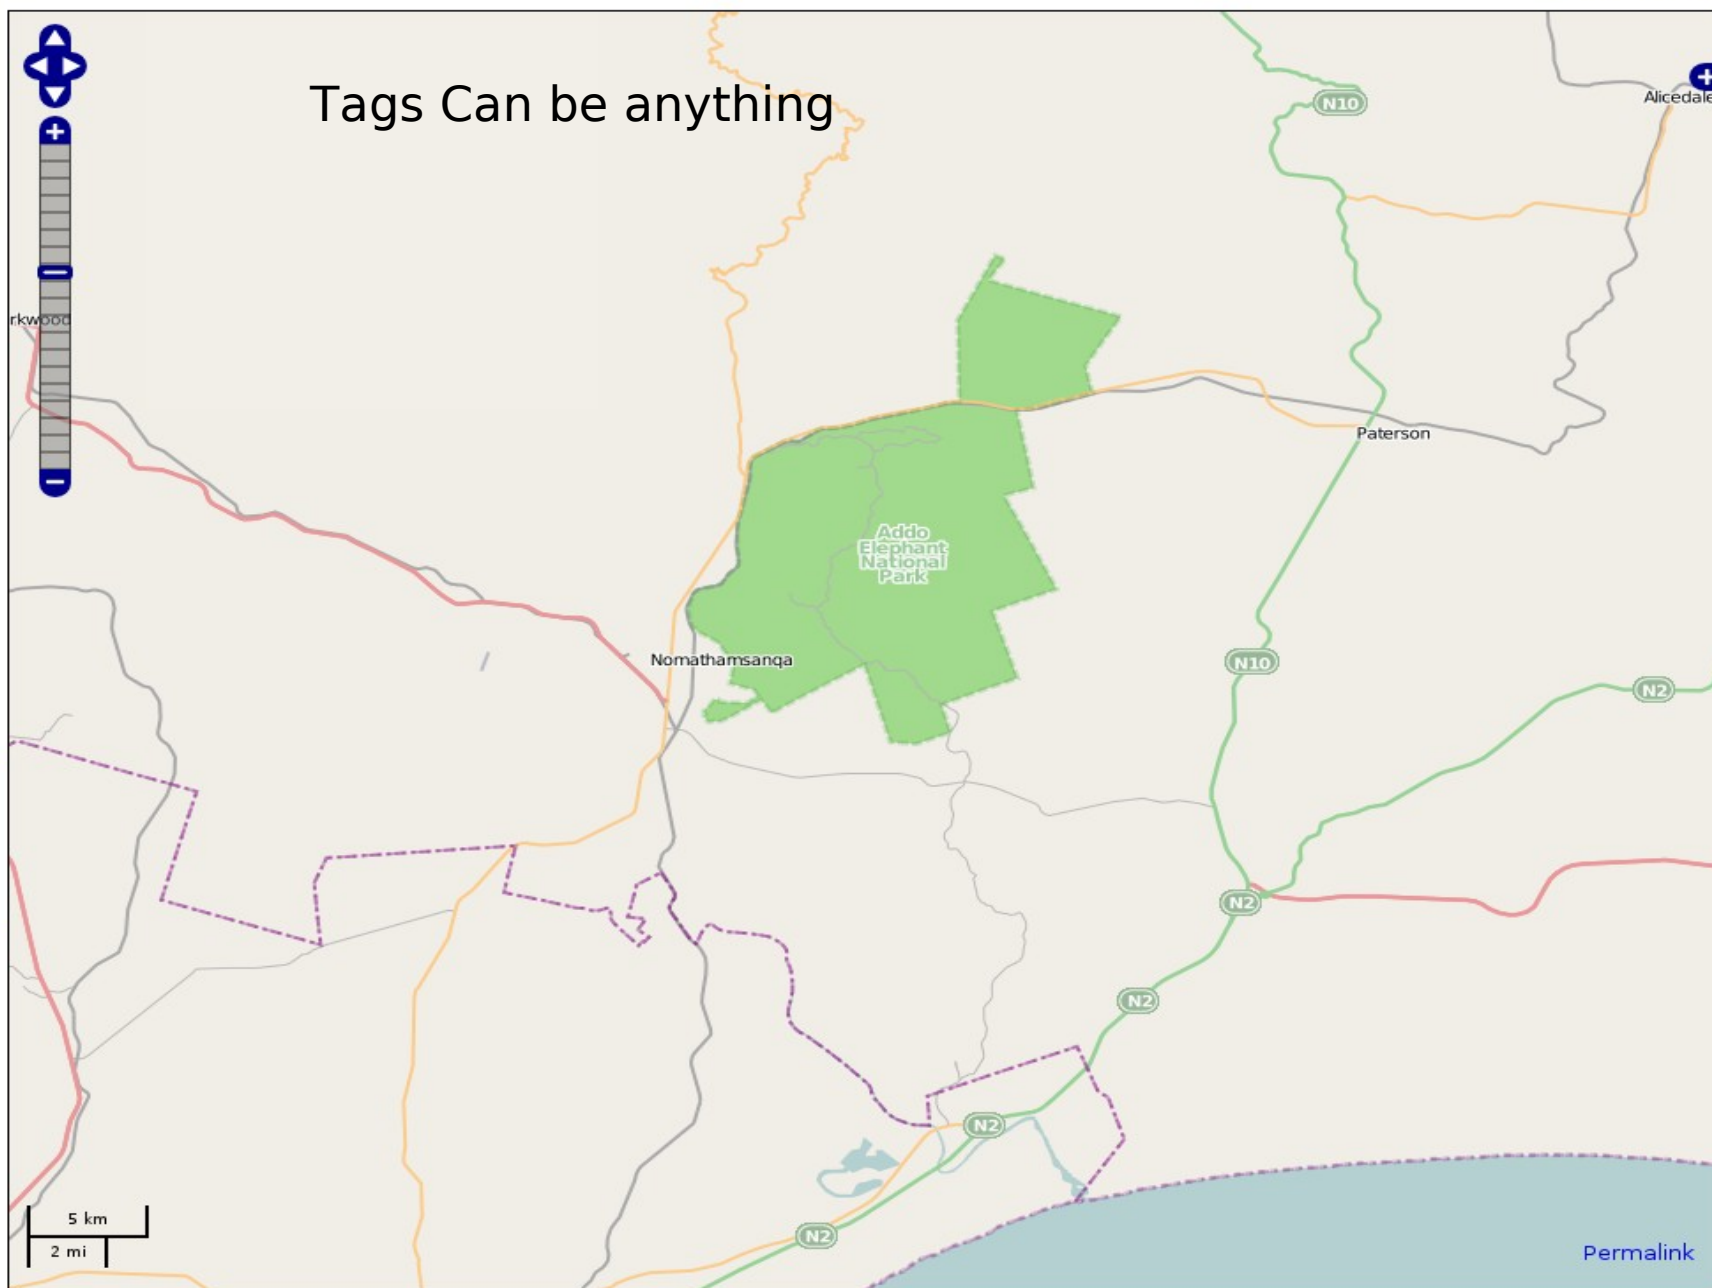 Tags Can be anything
N10
Alicedale
rkwood
Paterson
Addo
Elephant
National
Park
Nomathamsanqa
N10
N2
N2
N2
N2
N2
5 km
2 mi
Permalink